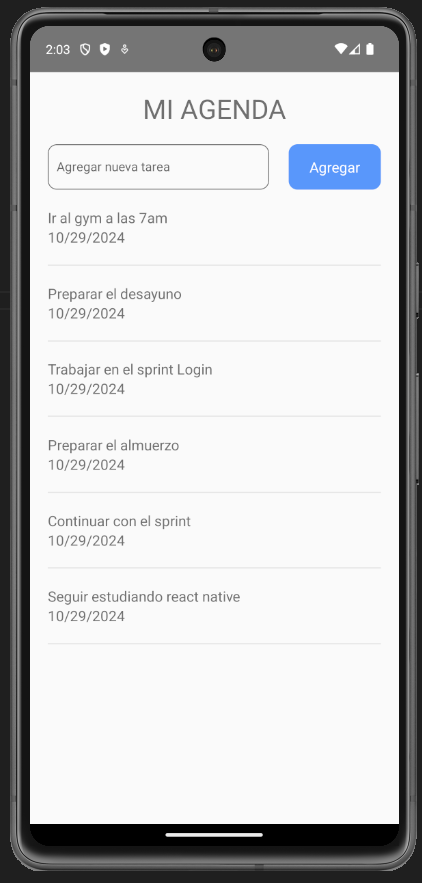 2:03
MI AGENDA
Agregar nueva tarea
Agregar
Ir al gym a las 7am
10/29/2024
Preparar el desayuno
10/29/2024
Trabajar en el sprint Login
10/29/2024
Preparar el almuerzo
10/29/2024
Continuar con el sprint
10/29/2024
Seguir estudiando react native
10/29/2024